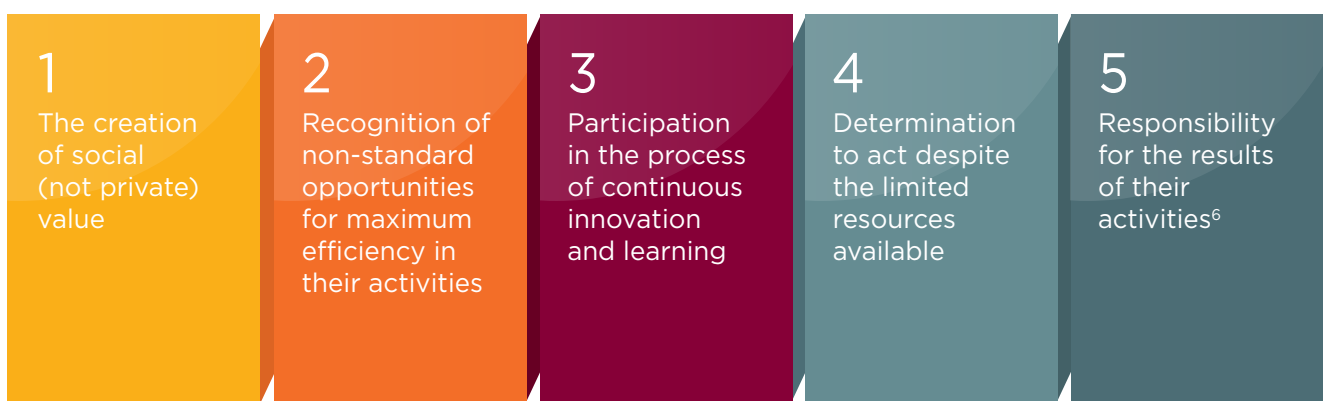 1
The creation
of social
(not private)
value
2
Recognition of
non-standard
opportunities
for maximum
efficiency in
their activities
3
Participation
in the process
of continuous
innovation
and learning
4
Determination
to act despite
the limited
resources
available
5
Responsibility
for the results
of their
activities⁶